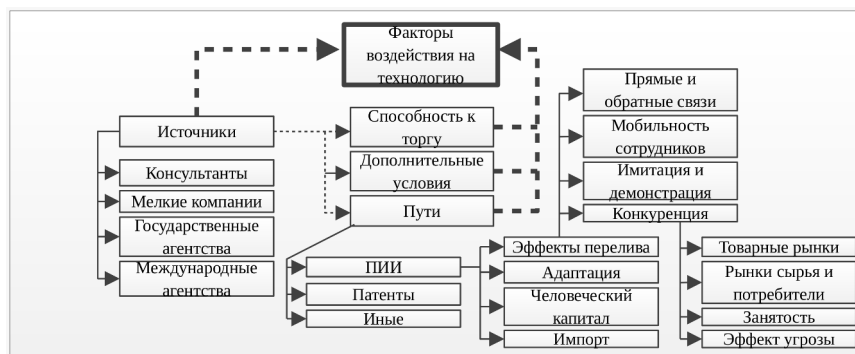 Факторы
воздействия на
технологию
Источники
Консультанты
Мелкие компании
Государственные
агентства
Международные
агентства
Способность к
торгу
Дополнительные
условия
Пути
ПИИ
Патенты
Иные
Эффекты перелива
Адаптация
Человеческий
капитал
Импорт
Прямые и
обратные связи
Мобильность
сотрудников
Имитация и
демонстрация
Конкуренция
Товарные рынки
Рынки сырья и
потребители
Занятость
Эффект угрозы